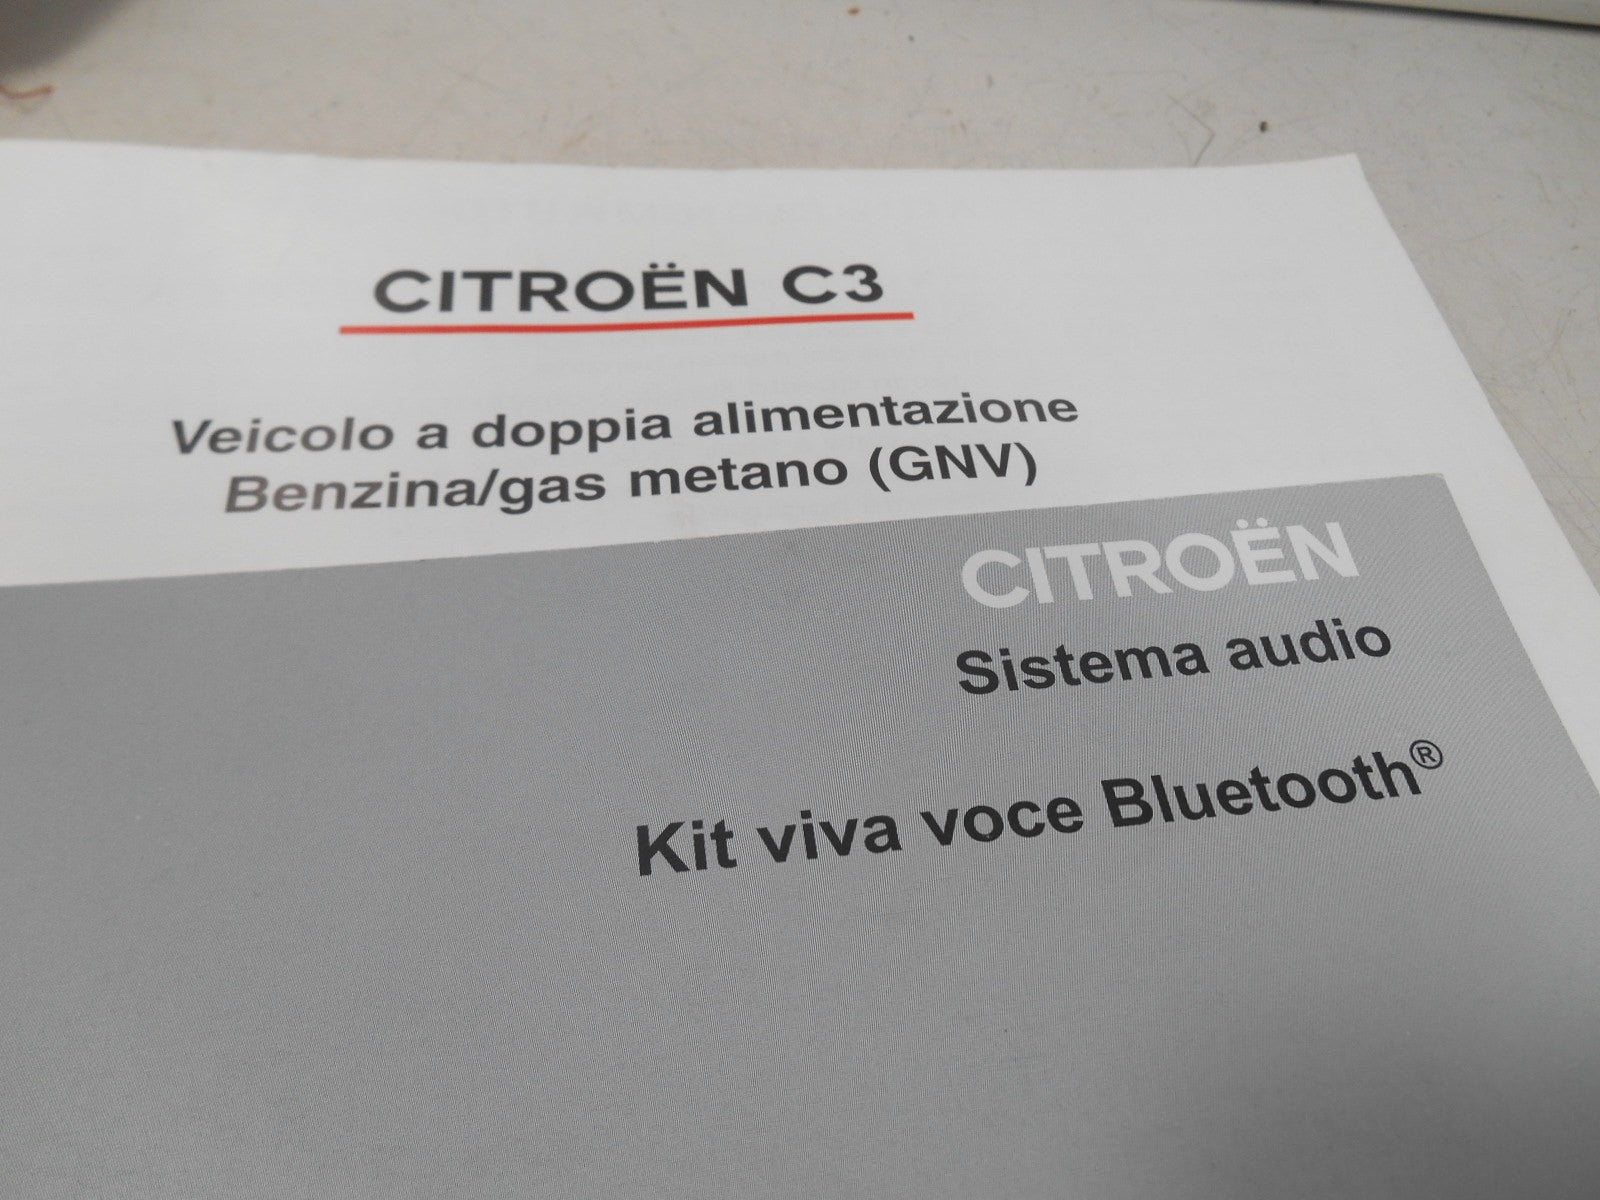 CITROËN C3
Veicolo a doppia alimentazione
Benzina/gas metano (GNV)
CITROËN
Sistema audio
Kit viva voce Bluetooth®